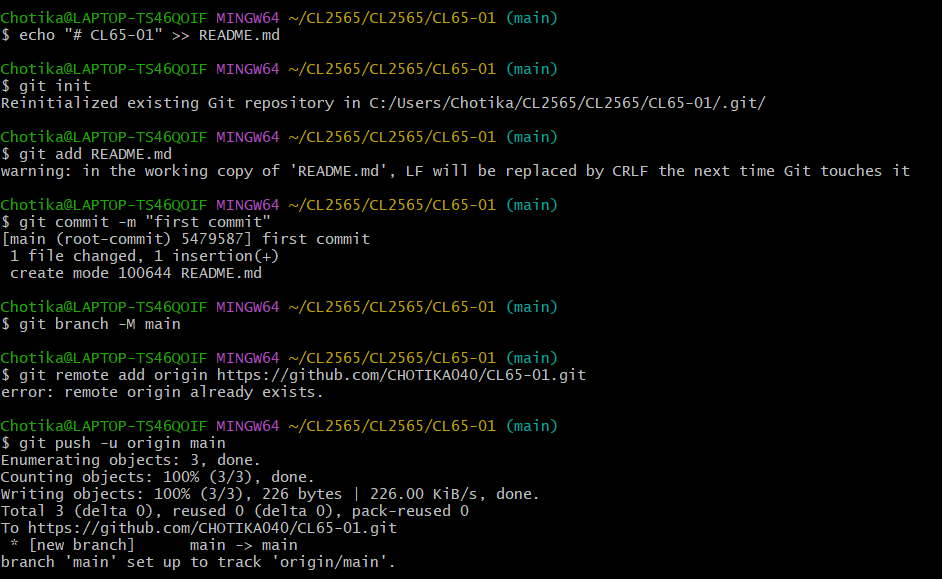 Chotika@LAPTOP-TS46QOIF MINGW64 ~/CL2565/CL2565/CL65-01 (main)
$ echo "# CL65-01" >> README.md
Chotika@LAPTOP-TS46QOIF MINGW64 ~/CL2565/CL2565/CL65-01 (main)
$ git init
Reinitialized existing Git repository in C:/Users/Chotika/CL2565/CL2565/CL65-01/.git/
Chotika@LAPTOP-TS46QOIF MINGW64 ~/CL2565/CL2565/CL65-01 (main)
$ git add README.md
warning: in the working copy of 'README.md', LF will be replaced by CRLF the next time Git touches it
Chotika@LAPTOP-TS46QOIF MINGW64 ~/CL2565/CL2565/CL65-01 (main)
$ git commit -m "first commit"
[main (root-commit) 5479587] first commit
 1 file changed, 1 insertion(+)
 create mode 100644 README.md
Chotika@LAPTOP-TS46QOIF MINGW64 ~/CL2565/CL2565/CL65-01 (main)
$ git branch -M main
Chotika@LAPTOP-TS46QOIF MINGW64 ~/CL2565/CL2565/CL65-01 (main)
$ git remote add origin https://github.com/CHOTIKA040/CL65-01.git
error: remote origin already exists.
Chotika@LAPTOP-TS46QOIF MINGW64 ~/CL2565/CL2565/CL65-01 (main)
$ git push -u origin main
Enumerating objects: 3, done.
Counting objects: 100% (3/3), done.
Writing objects: 100% (3/3), 226 bytes | 226.00 KiB/s, done.
Total 3 (delta 0), reused 0 (delta 0), pack-reused 0
To https://github.com/CHOTIKA040/CL65-01.git
 * [new branch]      main -> main
branch 'main' set up to track 'origin/main'.